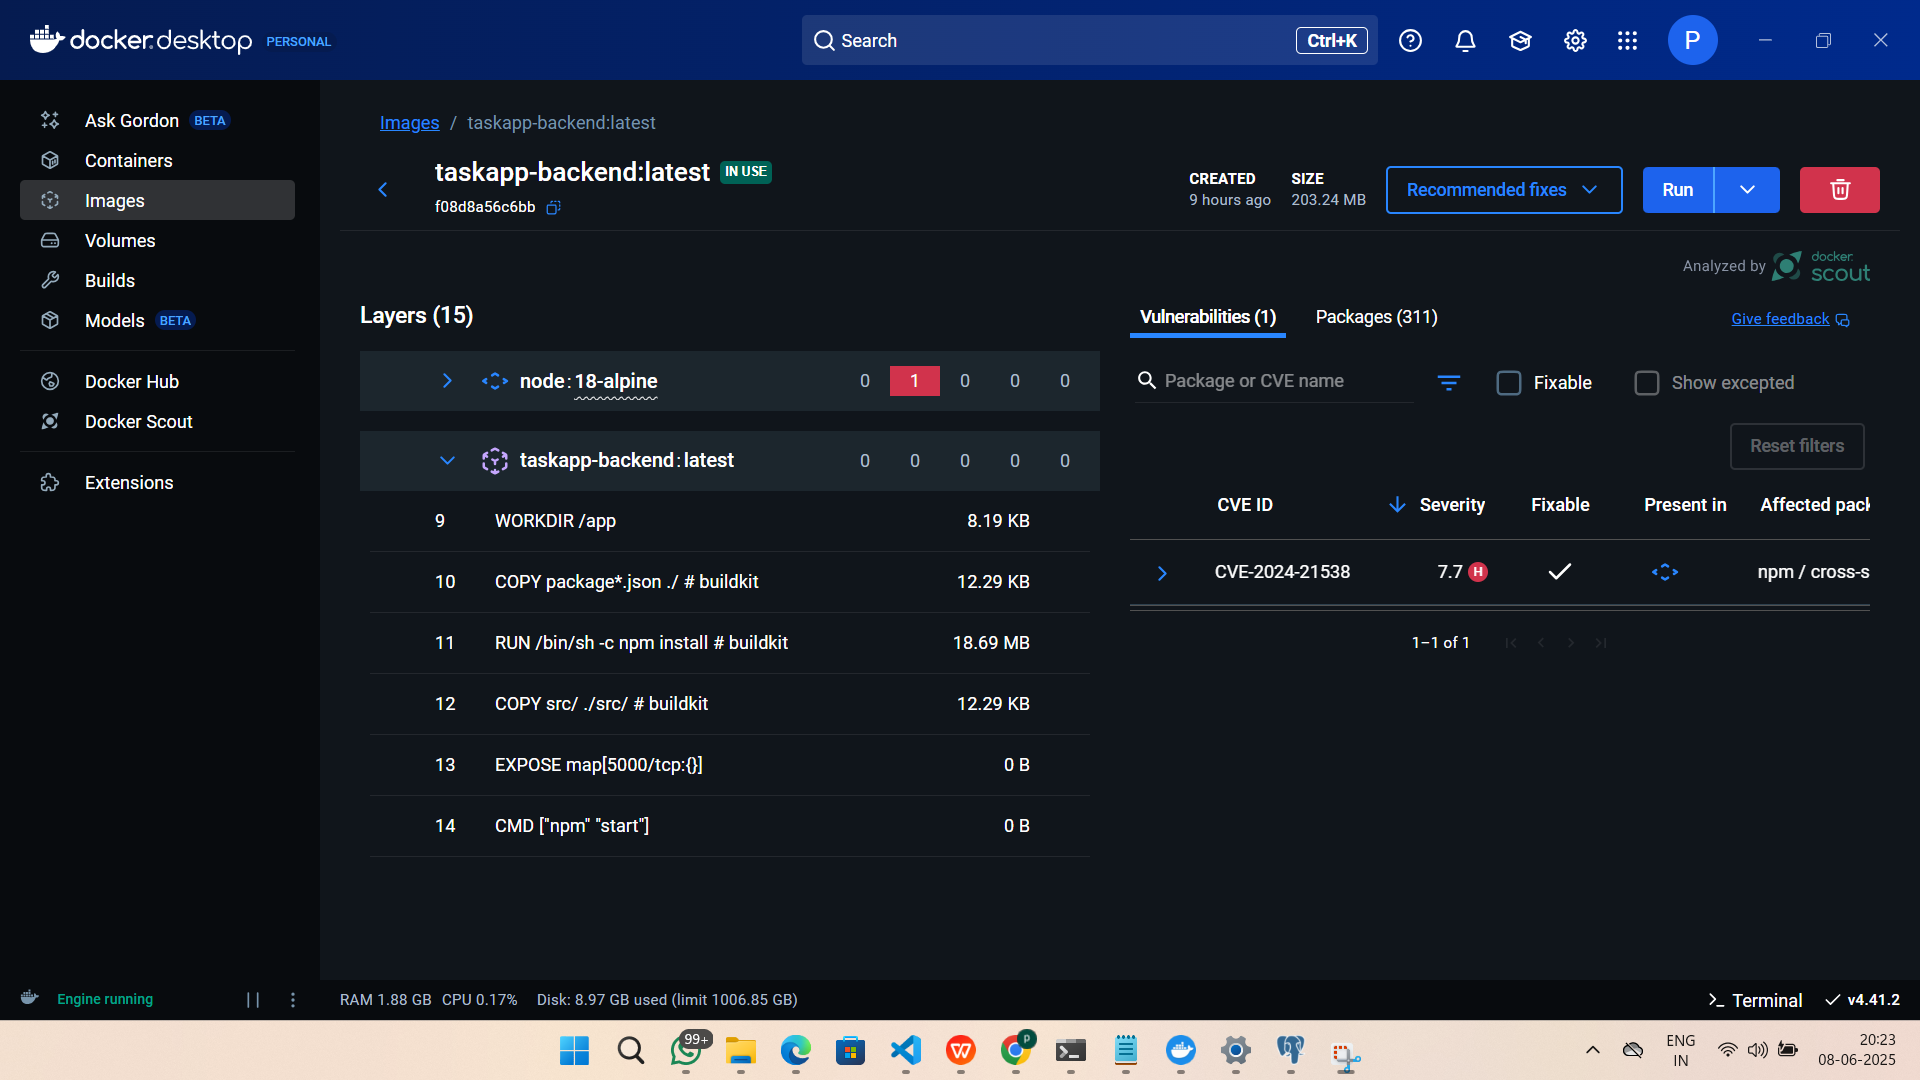 docker.desktop PERSONAL
Search
Ctrl+K
P
Ask Gordon BETA
Containers
Images
Volumes
Builds
Models BETA
Docker Hub
Docker Scout
Extensions
Images / taskapp-backend:latest
taskapp-backend:latest IN USE
f08d8a56c6bb
CREATED
9 hours ago
SIZE
203.24 MB
Recommended fixes
Run
Analyzed by docker scout
Layers (15)
node:18-alpine 0 1 0 0 0
taskapp-backend:latest 0 0 0 0 0
9 WORKDIR /app 8.19 KB
10 COPY package*.json ./ # buildkit 12.29 KB
11 RUN /bin/sh -c npm install # buildkit 18.69 MB
12 COPY src/ ./src/ # buildkit 12.29 KB
13 EXPOSE map[5000/tcp:{}] 0 B
14 CMD ["npm" "start"] 0 B
Vulnerabilities (1)
Packages (311)
Give feedback
Package or CVE name
Fixable
Show excepted
Reset filters
CVE ID Severity Fixable Present in Affected pack
CVE-2024-21538 7.7 H npm / cross-s
1–1 of 1
Engine running
RAM 1.88 GB CPU 0.17% Disk: 8.97 GB used (limit 1006.85 GB)
Terminal
v4.41.2
99+
p
ENG
IN
20:23
08-06-2025